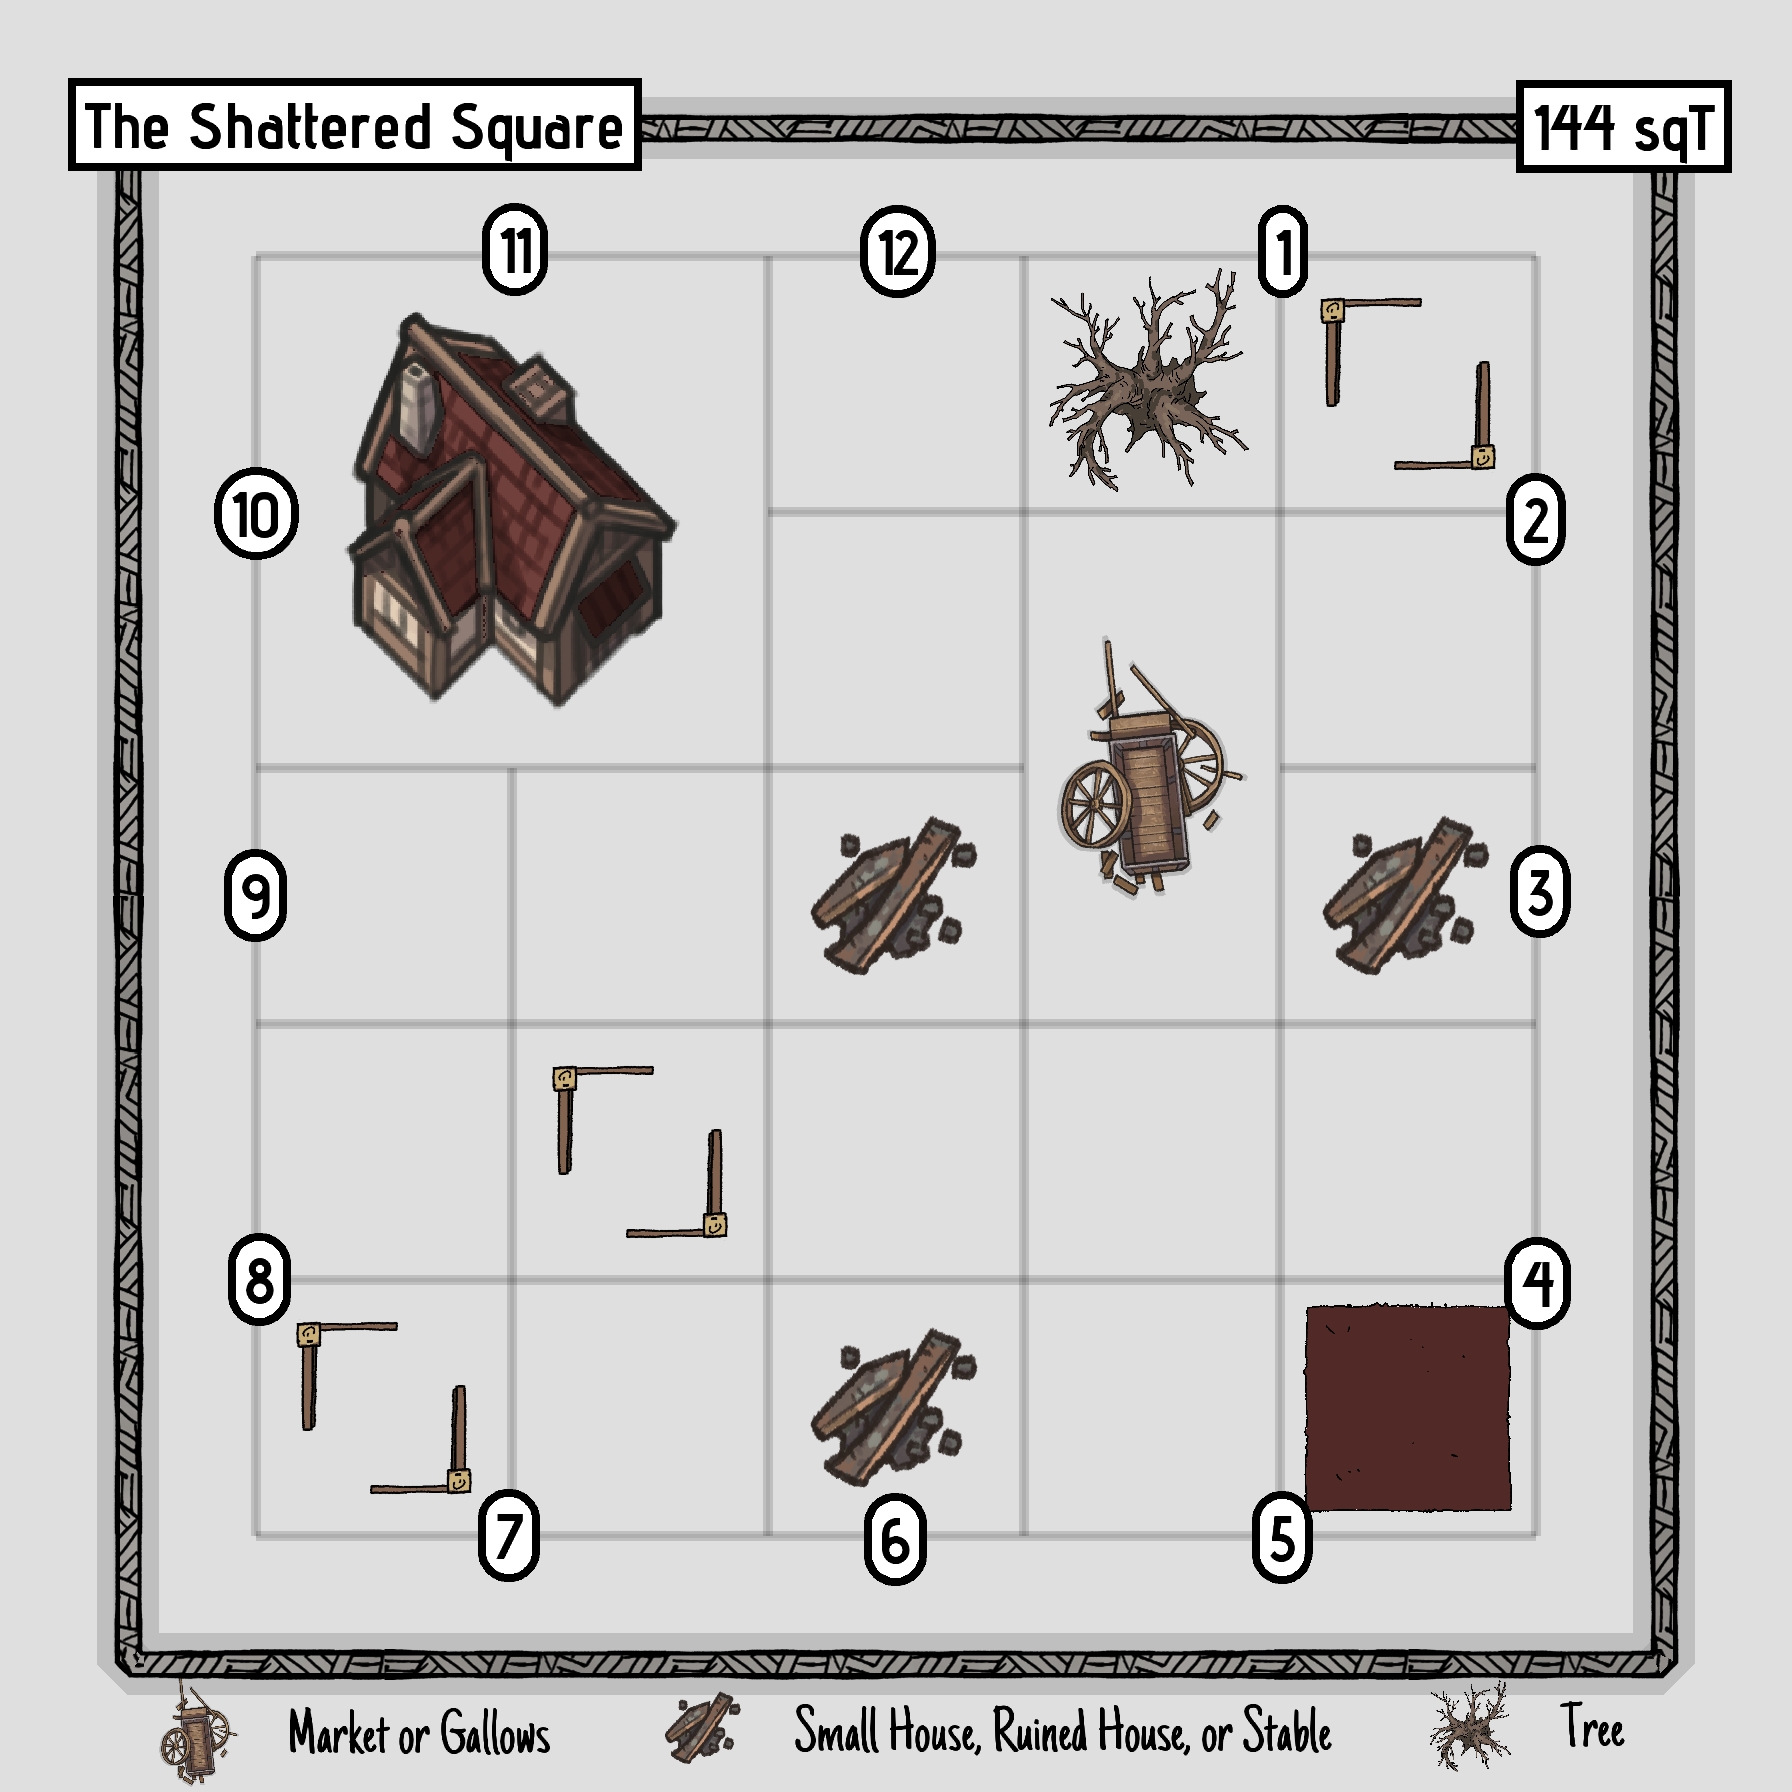 The Shattered Square
144 sqT
11
12
1
10
2
9
3
8
4
7
6
5
Market or Gallows
Small House, Ruined House, or Stable
Tree